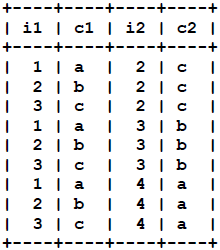 +----+----+----+----+
| i1 | c1 | i2 | c2 |
+----+----+----+----+
| 1 | a | 2 | c |
| 2 | b | 2 | c |
| 3 | c | 2 | c |
| 1 | a | 3 | b |
| 2 | b | 3 | b |
| 3 | c | 3 | b |
| 1 | a | 4 | a |
| 2 | b | 4 | a |
| 3 | c | 4 | a |
+----+----+----+----+